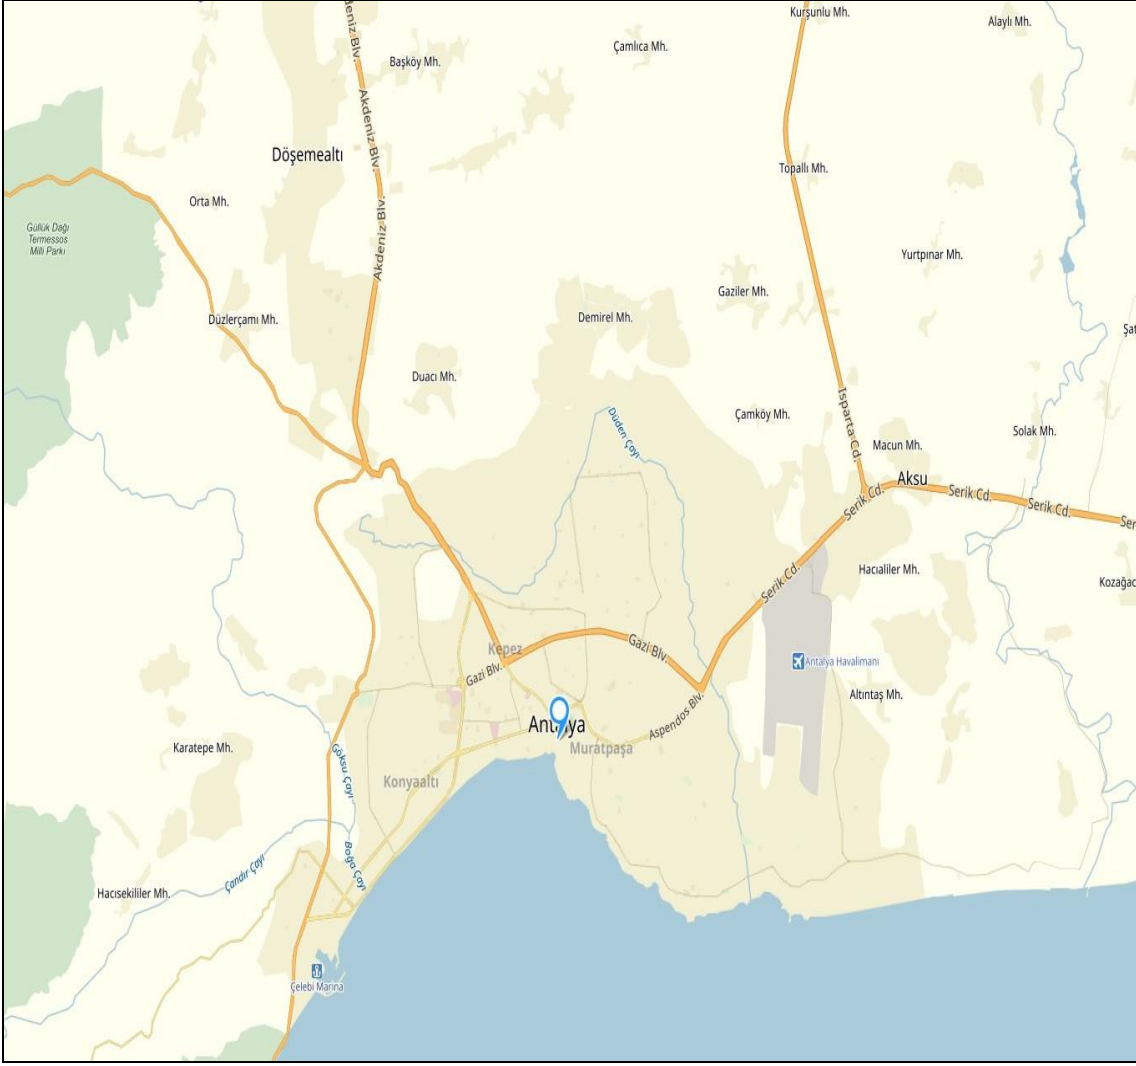 deniz Blv.
Kurşunlu Mh.
Alaylı Mh.
Çamlıca Mh.
Başköy Mh.
Akdeniz Blv.
Döşemealtı
Topallı Mh.
Orta Mh.
Akdeniz Blv.
Güllük Dağı
Termessos
Milli Parkı
Yurtpınar Mh.
Gaziler Mh.
Düzlerçamı Mh.
Demirel Mh.
Şat
Duacı Mh.
Isparta Cd.
Çamköy Mh.
Düden Çayı
Solak Mh.
Macun Mh.
Aksu
Serik Cd.
Serik Cd.
Serik Cd.
Ser
Hacıaliler Mh.
Serik Cd.
Kozağac
Kepez
Gazi Blv.
Gazi Blv.
Antalya Havalimanı
Altıntaş Mh.
Aspendos Blv.
Antalya
Muratpaşa
Karatepe Mh.
Göksu Çayı
Konyaaltı
Boğa Çayı
Çandır Çayı
Hacısekililer Mh.
Çelebi Marina